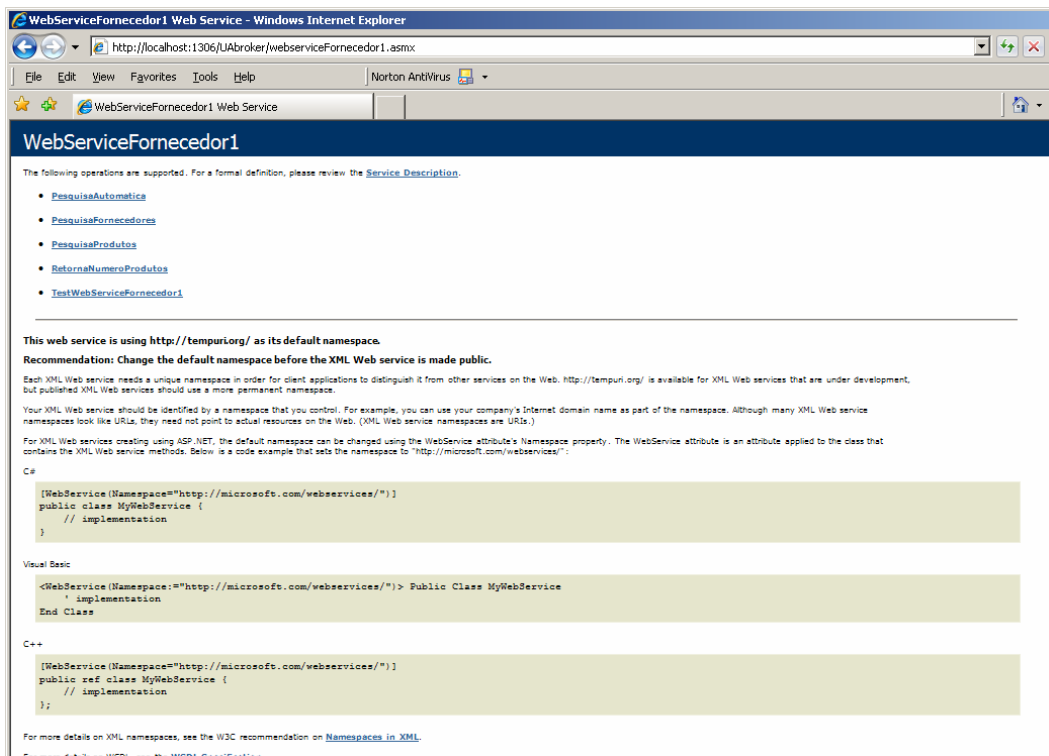 WebServiceFornecedor1 Web Service - Windows Internet Explorer
http://localhost:1306/UAbroker/webserviceFornecedor1.asmx
File Edit View Favorites Tools Help Norton AntiVirus
WebServiceFornecedor1 Web Service
WebServiceFornecedor1
The following operations are supported. For a formal definition, please review the Service Description.
• PesquisaAutomatica
• PesquisaFornecedores
• PesquisaProdutos
• RetornaNumeroProdutos
• TestWebServiceFornecedor1
This web service is using http://tempuri.org/ as its default namespace.
Recommendation: Change the default namespace before the XML Web service is made public.
Each XML Web service needs a unique namespace in order for client applications to distinguish it from other services on the Web. http://tempuri.org/ is available for XML Web services that are under development,
but published XML Web services should use a more permanent namespace.
Your XML Web service should be identified by a namespace that you control. For example, you can use your company's Internet domain name as part of the namespace. Although many XML Web service
namespaces look like URLs, they need not point to actual resources on the Web. (XML Web service namespaces are URIs.)
For XML Web services creating using ASP.NET, the default namespace can be changed using the WebService attribute's Namespace property. The WebService attribute is an attribute applied to the class that
contains the XML Web service methods. Below is a code example that sets the namespace to "http://microsoft.com/webservices/":
C#
[WebService(Namespace="http://microsoft.com/webservices/")]
public class MyWebService {
// implementation
}
Visual Basic
<WebService(Namespace:="http://microsoft.com/webservices/")> Public Class MyWebService
' implementation
End Class
C++
[WebService(Namespace="http://microsoft.com/webservices/")]
public ref class MyWebService {
// implementation
};
For more details on XML namespaces, see the W3C recommendation on Namespaces in XML.
For more details on WSDL, see the WSDL Specification.